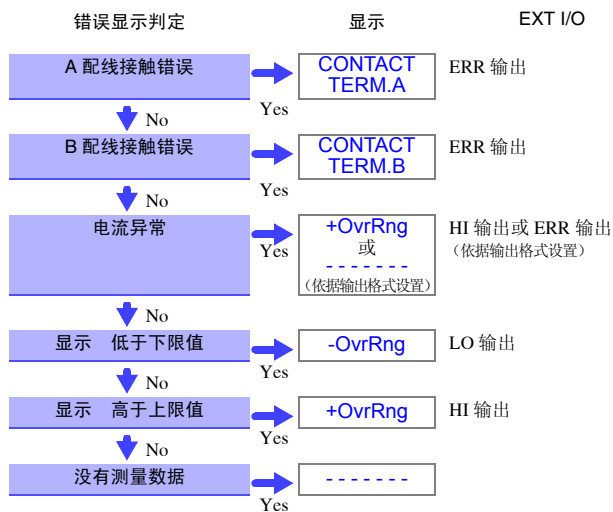 错误显示判定 显示 EXT I/O
A 配线接触错误 Yes CONTACT TERM.A ERR 输出
No
B 配线接触错误 Yes CONTACT TERM.B ERR 输出
No
电流异常 Yes +OvrRng 或 - - - - - - - (依据输出格式设置) HI 输出或 ERR 输出 (依据输出格式设置)
No
显示 低于下限值 Yes -OvrRng LO 输出
No
显示 高于上限值 Yes +OvrRng HI 输出
No
没有测量数据 Yes - - - - - - -